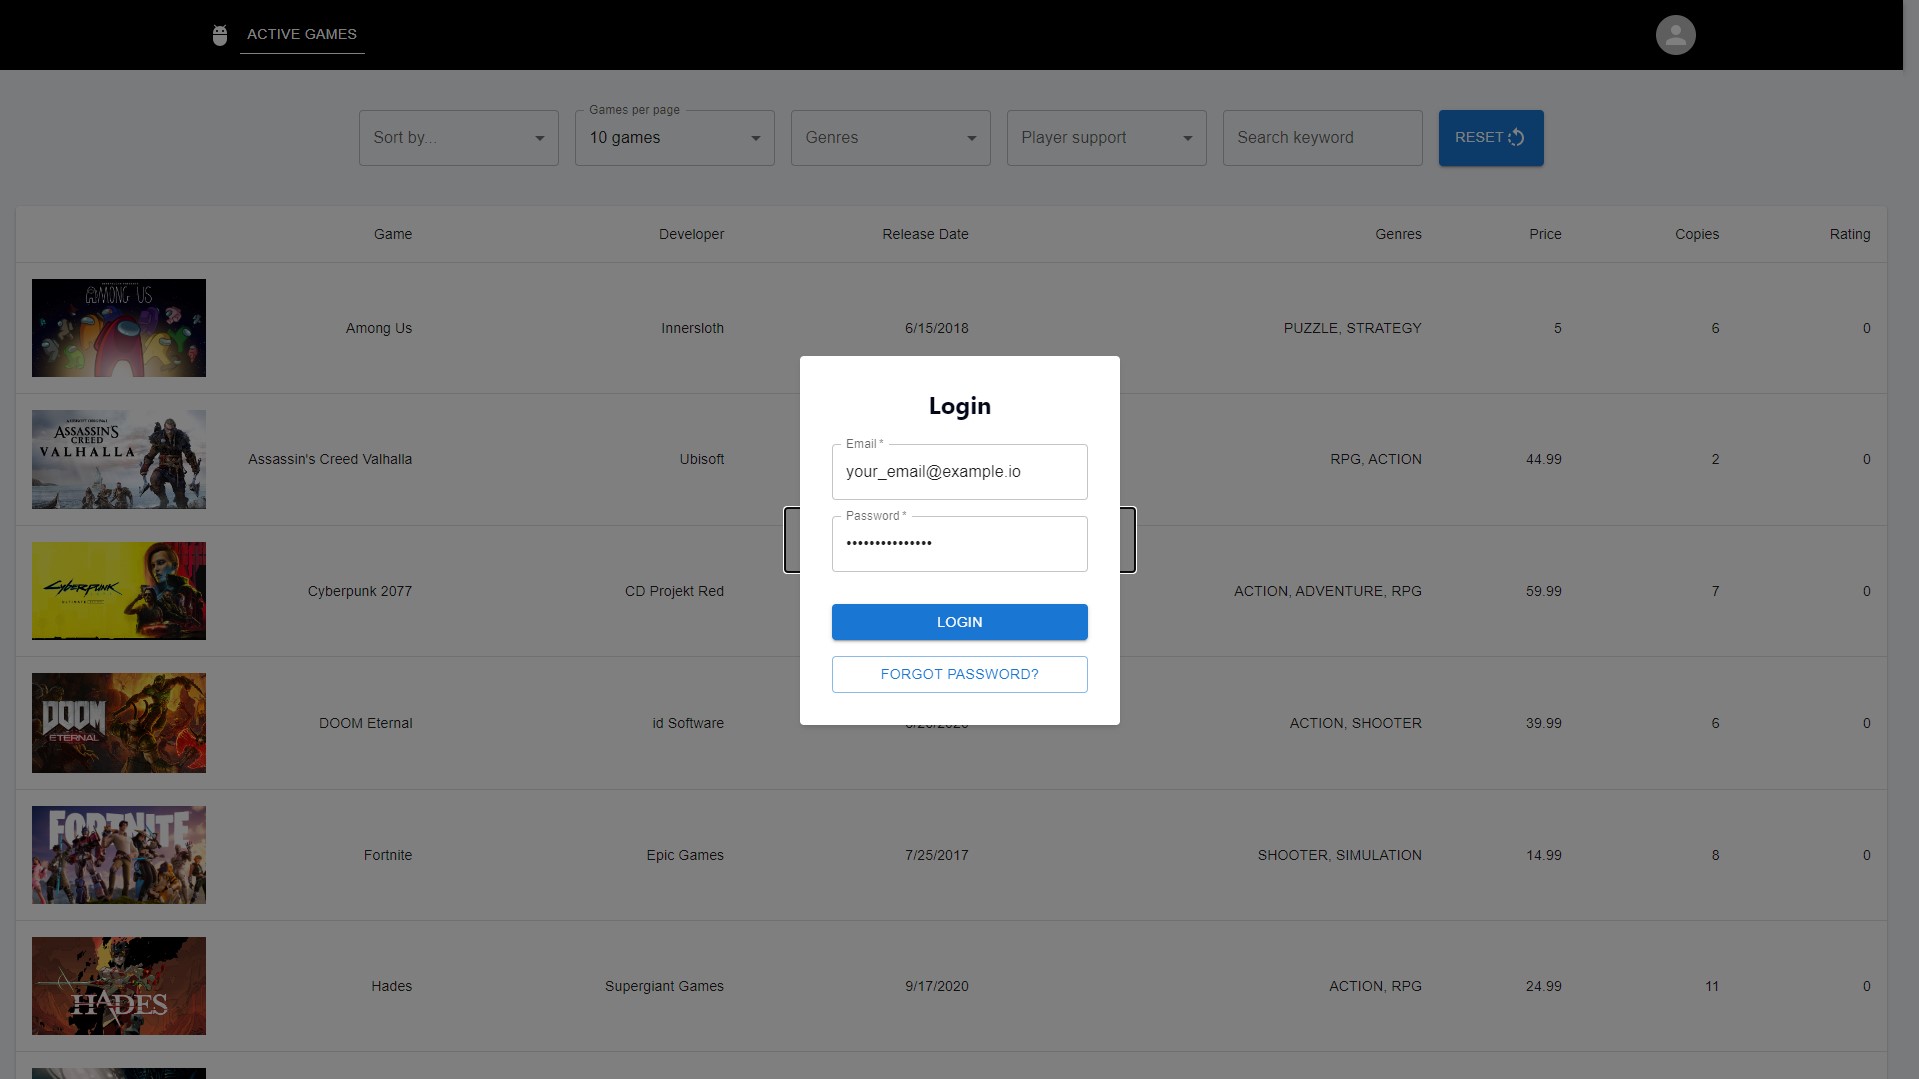 ACTIVE GAMES
Sort by...
Games per page
10 games
Genres
Player support
Search keyword
RESET
Game Developer Release Date Genres Price Copies Rating
AMONG US
Among Us Innersloth 6/15/2018 PUZZLE, STRATEGY 5 6 0
ASSASSIN'S
CREED
VALHALLA
Assassin's Creed Valhalla Ubisoft RPG, ACTION 44.99 2 0
Cyberpunk
Cyberpunk 2077 CD Projekt Red ACTION, ADVENTURE, RPG 59.99 7 0
DOOM
ETERNAL
DOOM Eternal id Software ACTION, SHOOTER 39.99 6 0
FORTNITE
Fortnite Epic Games 7/25/2017 SHOOTER, SIMULATION 14.99 8 0
HADES
Hades Supergiant Games 9/17/2020 ACTION, RPG 24.99 11 0
Login
Email *
your_email@example.io
Password *
•••••••••••••••
LOGIN
FORGOT PASSWORD?